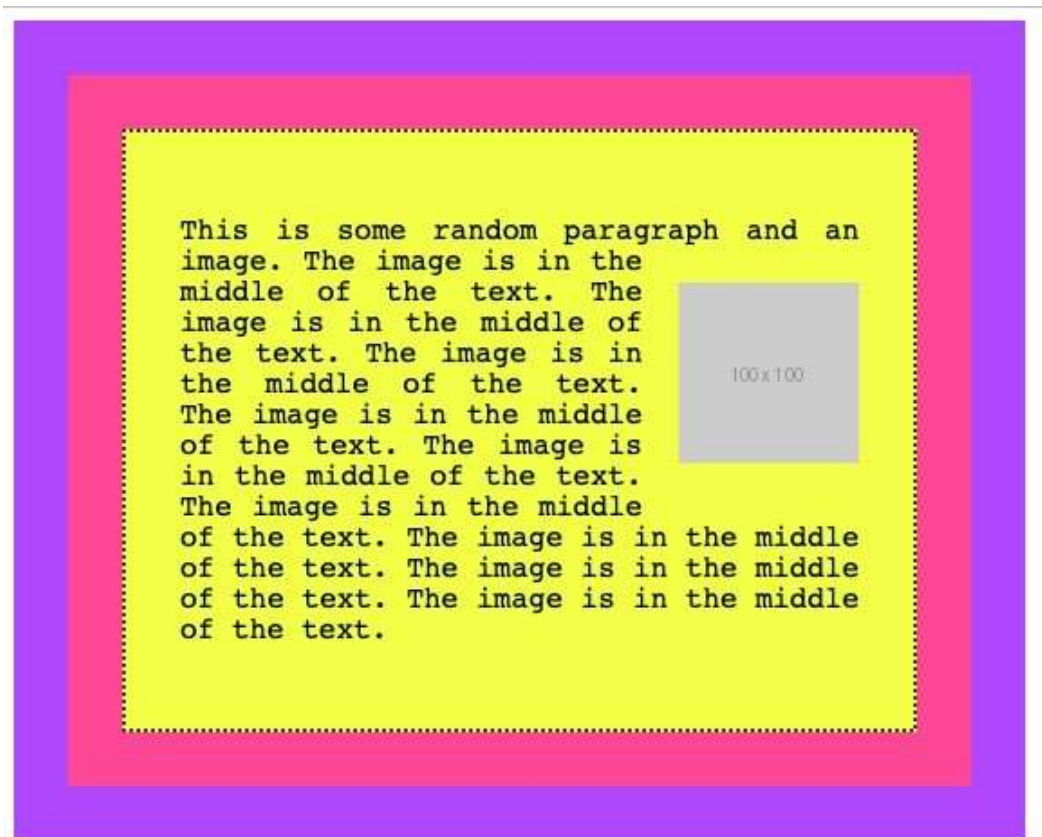 This is some random paragraph and an
image. The image is in the
middle of the text. The
image is in the middle of
the text. The image is in
the middle of the text.
The image is in the middle
of the text. The image is
in the middle of the text.
The image is in the middle
of the text. The image is in the middle
of the text. The image is in the middle
of the text. The image is in the middle
of the text.
100 x 100